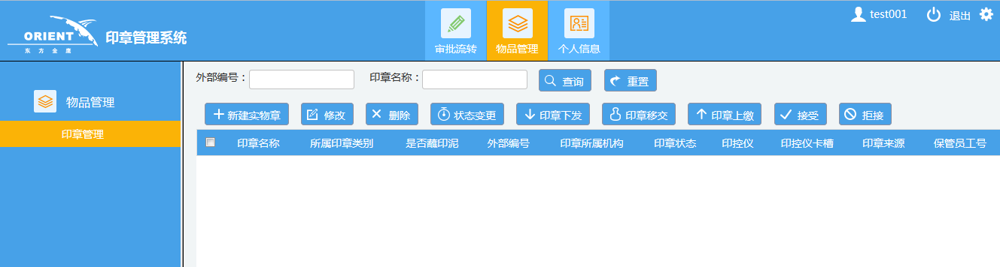 ORIENT
东方金鹰
印章管理系统
审批流转
物品管理
个人信息
test001
退出
物品管理
印章管理
外部编号：
印章名称：
查询
重置
新建实物章
修改
删除
状态变更
印章下发
印章移交
印章上缴
接受
拒接
印章名称 所属印章类别 是否蘸印泥 外部编号 印章所属机构 印章状态 印控仪 印控仪卡槽 印章来源 保管员工号